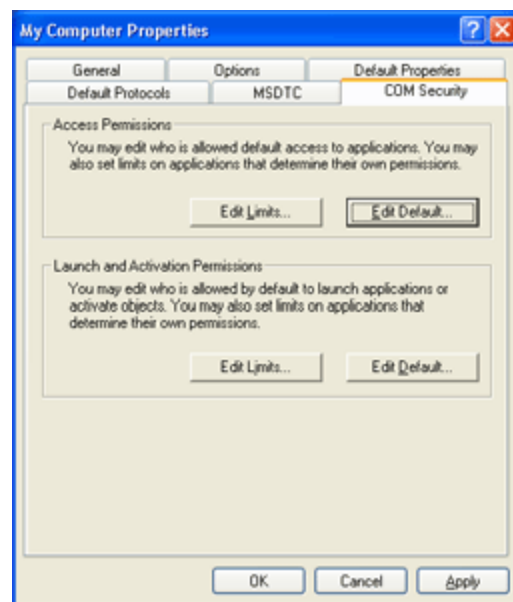 My Computer Properties
General Options Default Properties
Default Protocols MSDTC COM Security
Access Permissions
You may edit who is allowed default access to applications. You may
also set limits on applications that determine their own permissions.
Edit Limits... Edit Default...
Launch and Activation Permissions
You may edit who is allowed by default to launch applications or
activate objects. You may also set limits on applications that
determine their own permissions.
Edit Limits... Edit Default...
OK Cancel Apply